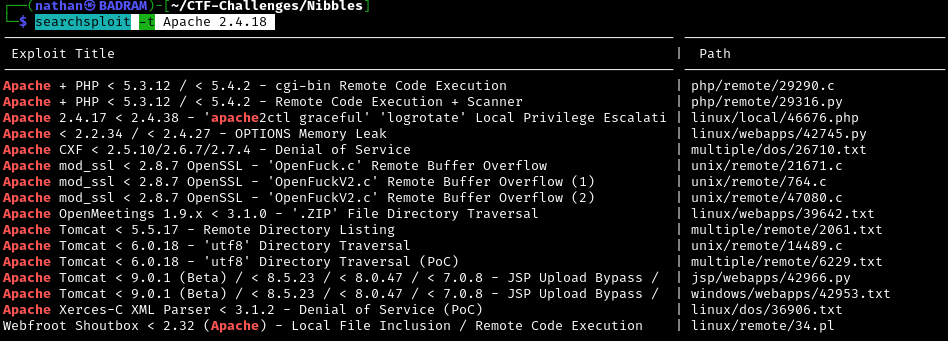 ┌──(nathan㉿BADRAM)-[~/CTF-Challenges/Nibbles]
└─$ searchsploit -t Apache 2.4.18
Exploit Title | Path
Apache + PHP < 5.3.12 / < 5.4.2 - cgi-bin Remote Code Execution | php/remote/29290.c
Apache + PHP < 5.3.12 / < 5.4.2 - Remote Code Execution + Scanner | php/remote/29316.py
Apache 2.4.17 < 2.4.38 - 'apache2ctl graceful' 'logrotate' Local Privilege Escalati | linux/local/46676.php
Apache < 2.2.34 / < 2.4.27 - OPTIONS Memory Leak | linux/webapps/42745.py
Apache CXF < 2.5.10/2.6.7/2.7.4 - Denial of Service | multiple/dos/26710.txt
Apache mod_ssl < 2.8.7 OpenSSL - 'OpenFuck.c' Remote Buffer Overflow | unix/remote/21671.c
Apache mod_ssl < 2.8.7 OpenSSL - 'OpenFuckV2.c' Remote Buffer Overflow (1) | unix/remote/764.c
Apache mod_ssl < 2.8.7 OpenSSL - 'OpenFuckV2.c' Remote Buffer Overflow (2) | unix/remote/47080.c
Apache OpenMeetings 1.9.x < 3.1.0 - '.ZIP' File Directory Traversal | linux/webapps/39642.txt
Apache Tomcat < 5.5.17 - Remote Directory Listing | multiple/remote/2061.txt
Apache Tomcat < 6.0.18 - 'utf8' Directory Traversal | unix/remote/14489.c
Apache Tomcat < 6.0.18 - 'utf8' Directory Traversal (PoC) | multiple/remote/6229.txt
Apache Tomcat < 9.0.1 (Beta) / < 8.5.23 / < 8.0.47 / < 7.0.8 - JSP Upload Bypass / | jsp/webapps/42966.py
Apache Tomcat < 9.0.1 (Beta) / < 8.5.23 / < 8.0.47 / < 7.0.8 - JSP Upload Bypass / | windows/webapps/42953.txt
Apache Xerces-C XML Parser < 3.1.2 - Denial of Service (PoC) | linux/dos/36906.txt
Webfroot Shoutbox < 2.32 (Apache) - Local File Inclusion / Remote Code Execution | linux/remote/34.pl